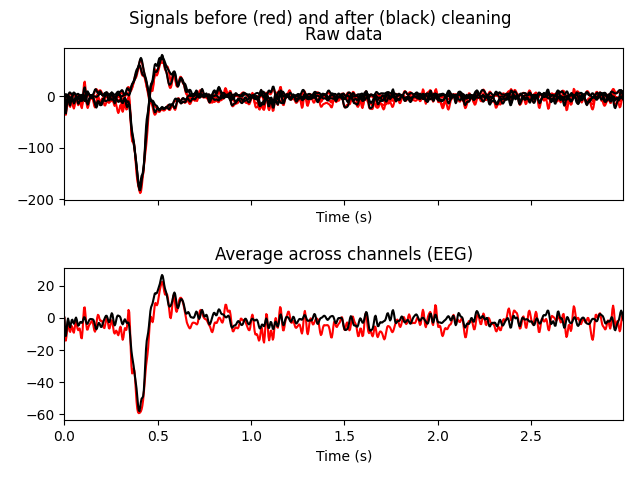 Signals before (red) and after (black) cleaning
Raw data
0
−100
−200
Time (s)
Average across channels (EEG)
20
0
−20
−40
−60
0.0 0.5 1.0 1.5 2.0 2.5
Time (s)